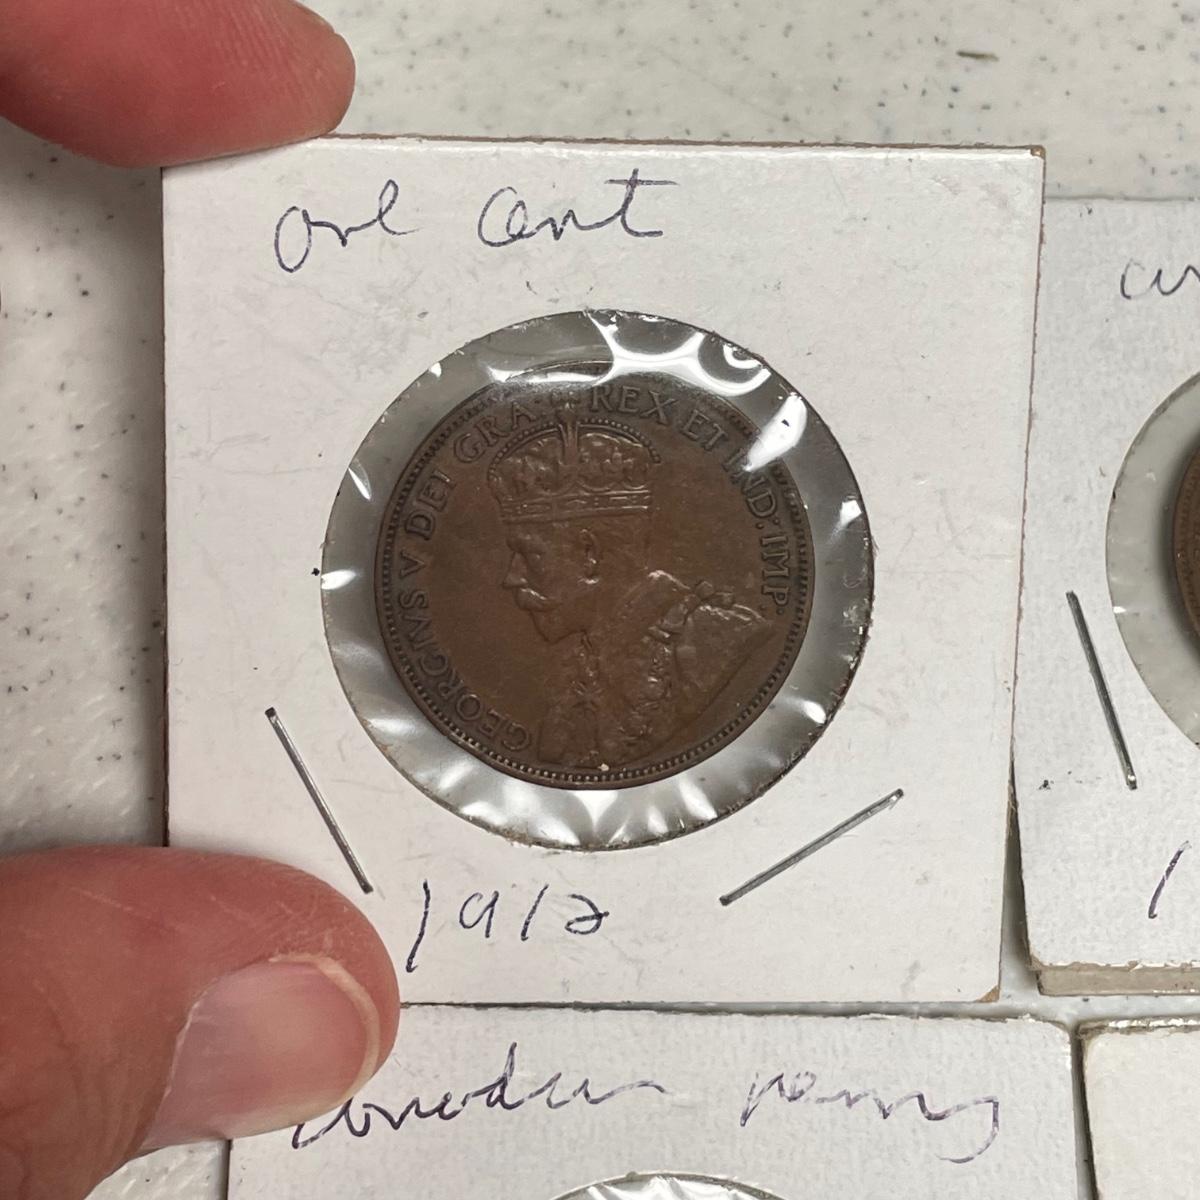 one cent
GEORGIVS V DEI GRA: REX ET IND: IMP:
1912
Canadian penny